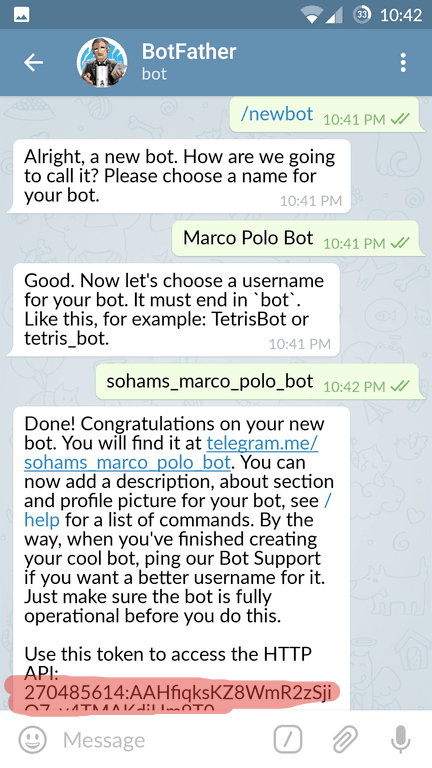 33 10:42
BotFather
bot
/newbot 10:41 PM
Alright, a new bot. How are we going
to call it? Please choose a name for
your bot. 10:41 PM
Marco Polo Bot 10:41 PM
Good. Now let's choose a username
for your bot. It must end in `bot`.
Like this, for example: TetrisBot or
tetris_bot. 10:41 PM
sohams_marco_polo_bot 10:42 PM
Done! Congratulations on your new
bot. You will find it at telegram.me/
sohams_marco_polo_bot. You can
now add a description, about section
and profile picture for your bot, see /
help for a list of commands. By the
way, when you've finished creating
your cool bot, ping our Bot Support
if you want a better username for it.
Just make sure the bot is fully
operational before you do this.
Use this token to access the HTTP
API:
270485614:AAHfiqksKZ8WmR2zSji
Message